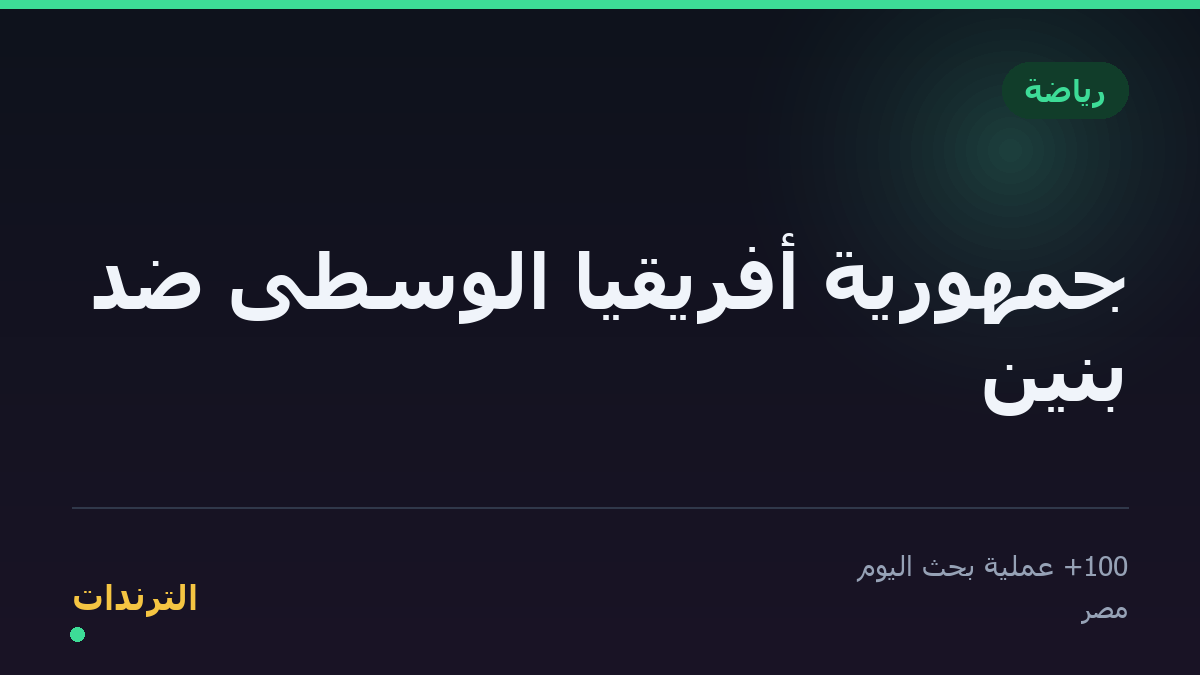 رياضة
جمهورية أفريقيا الوسطى ضد
بنين
100+ عملية بحث اليوم
مصر
الترندات